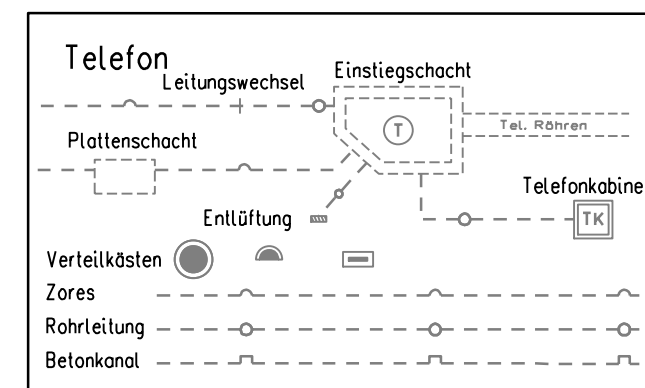 Telefon
Leitungswechsel
Einstiegschacht
T
Tel. Röhren
Plattenschacht
Telefonkabine
Entlüftung
TK
Verteilkästen
Zores
Rohrleitung
Betonkanal